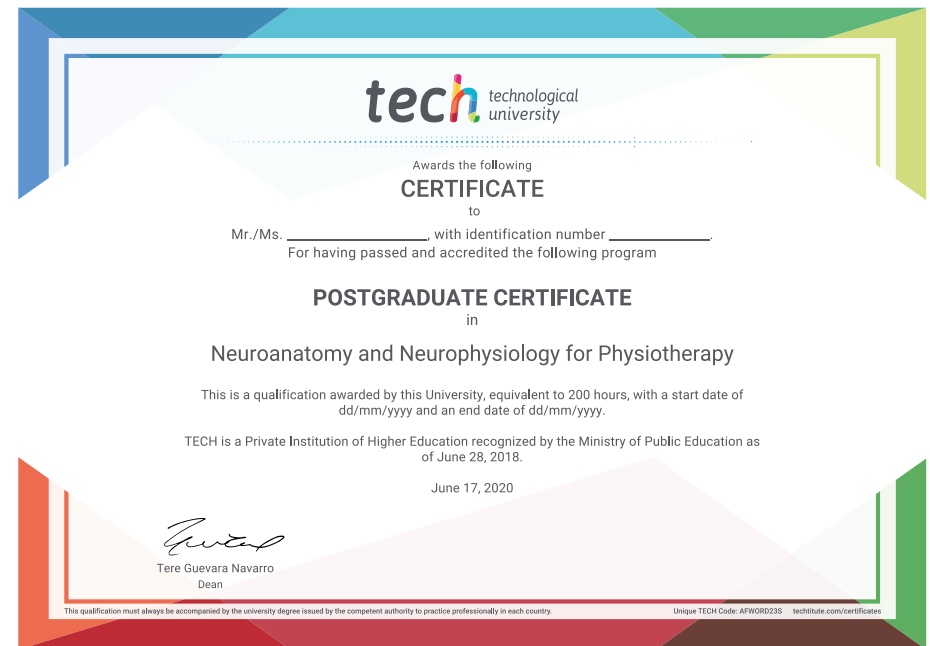 tech technological
university
Awards the following
CERTIFICATE
to
Mr./Ms. ____________________, with identification number ______________.
For having passed and accredited the following program
POSTGRADUATE CERTIFICATE
in
Neuroanatomy and Neurophysiology for Physiotherapy
This is a qualification awarded by this University, equivalent to 200 hours, with a start date of
dd/mm/yyyy and an end date of dd/mm/yyyy.
TECH is a Private Institution of Higher Education recognized by the Ministry of Public Education as
of June 28, 2018.
June 17, 2020
Tere Guevara Navarro
Dean
This qualification must always be accompanied by the university degree issued by the competent authority to practice professionally in each country.
Unique TECH Code: AFWORD23S techtitute.com/certificates